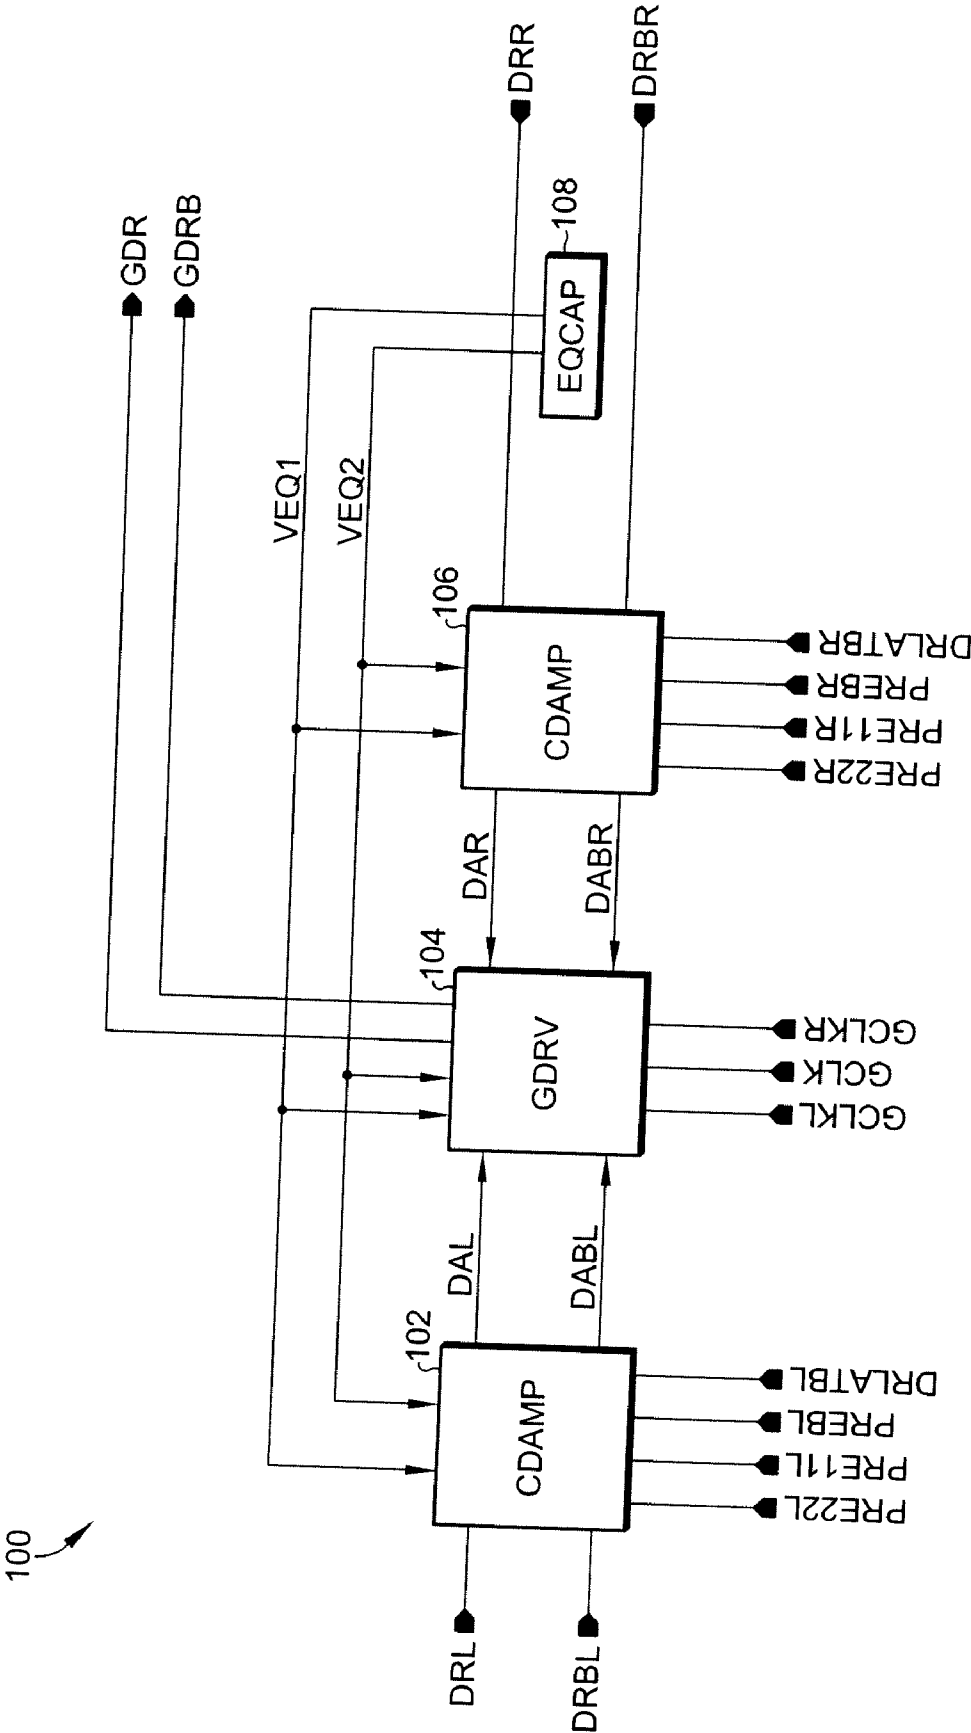 100
GDR
GDRB
VEQ1
VEQ2
DRL
DRBL
CDAMP
102
DAL
DABL
GDRV
104
DAR
DABR
CDAMP
106
EQCAP
108
DRR
DRBR
PRE22L
PRE11L
PREBL
DRLATBL
GCLKL
GCLK
GCLKR
PRE22R
PRE11R
PREBR
DRLATBR